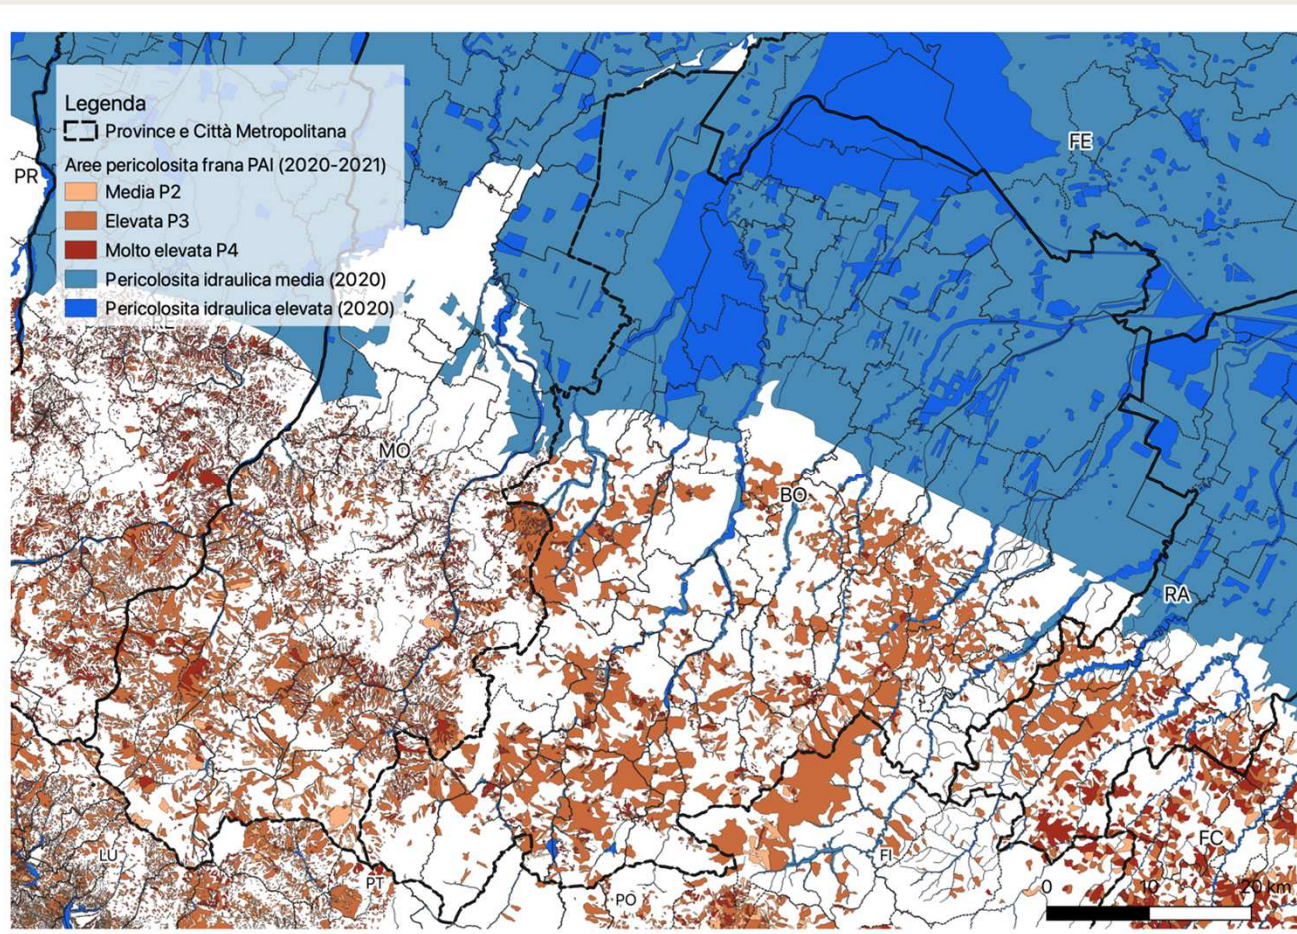 Legenda
Province e Città Metropolitana
Aree pericolosita frana PAI (2020-2021)
Media P2
Elevata P3
Molto elevata P4
Pericolosita idraulica media (2020)
Pericolosita idraulica elevata (2020)
PR
FE
RE
MO
BO
RA
FC
LU
FI
PT
PO
0 10 20 km